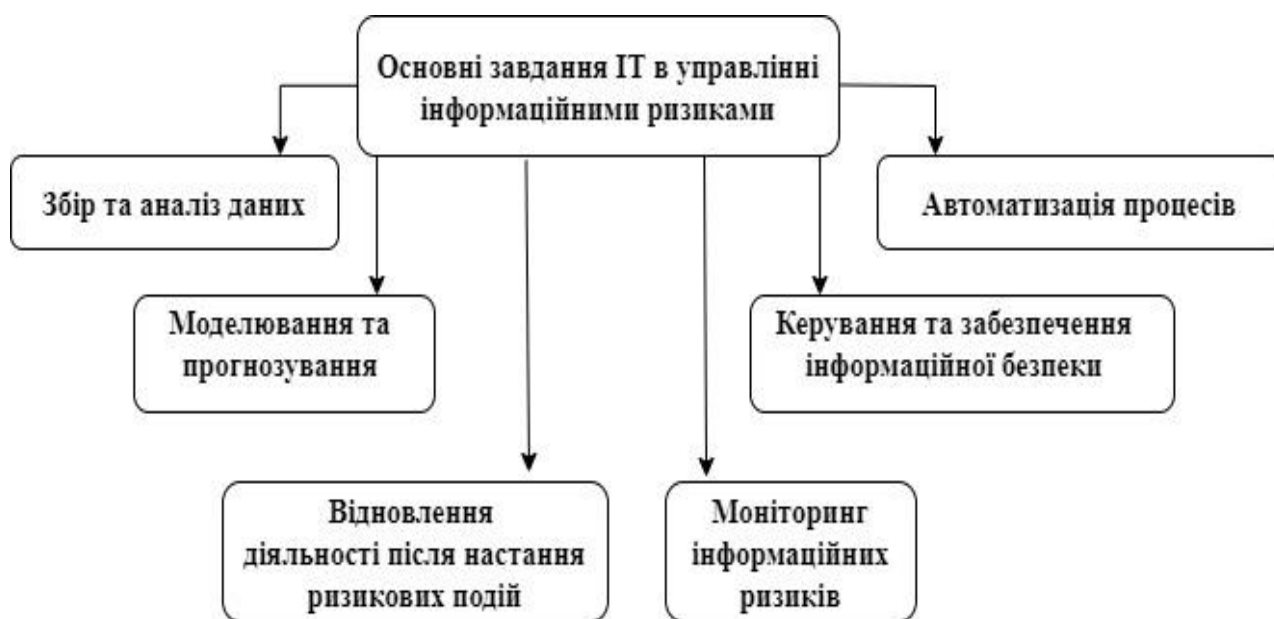 Основні завдання ІТ в управлінні
інформаційними ризиками
Збір та аналіз даних
Автоматизація процесів
Моделювання та
прогнозування
Керування та забезпечення
інформаційної безпеки
Відновлення
діяльності після настання
ризикових подій
Моніторинг
інформаційних
ризиків